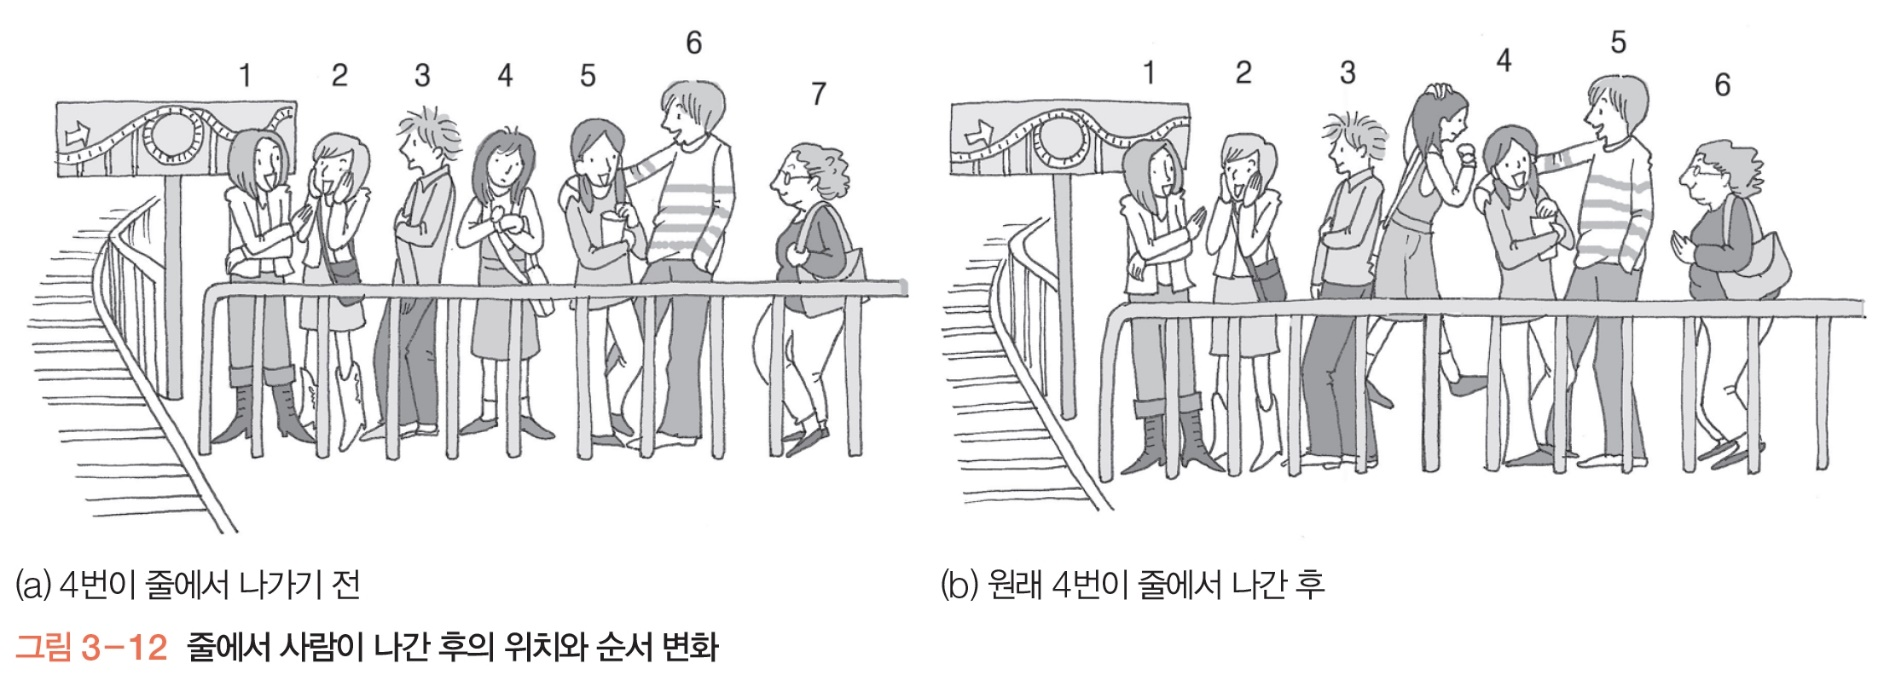 1 2 3 4 5 6 7
1 2 3 4 5 6
(a) 4번이 줄에서 나가기 전
(b) 원래 4번이 줄에서 나간 후
그림 3-12 줄에서 사람이 나간 후의 위치와 순서 변화